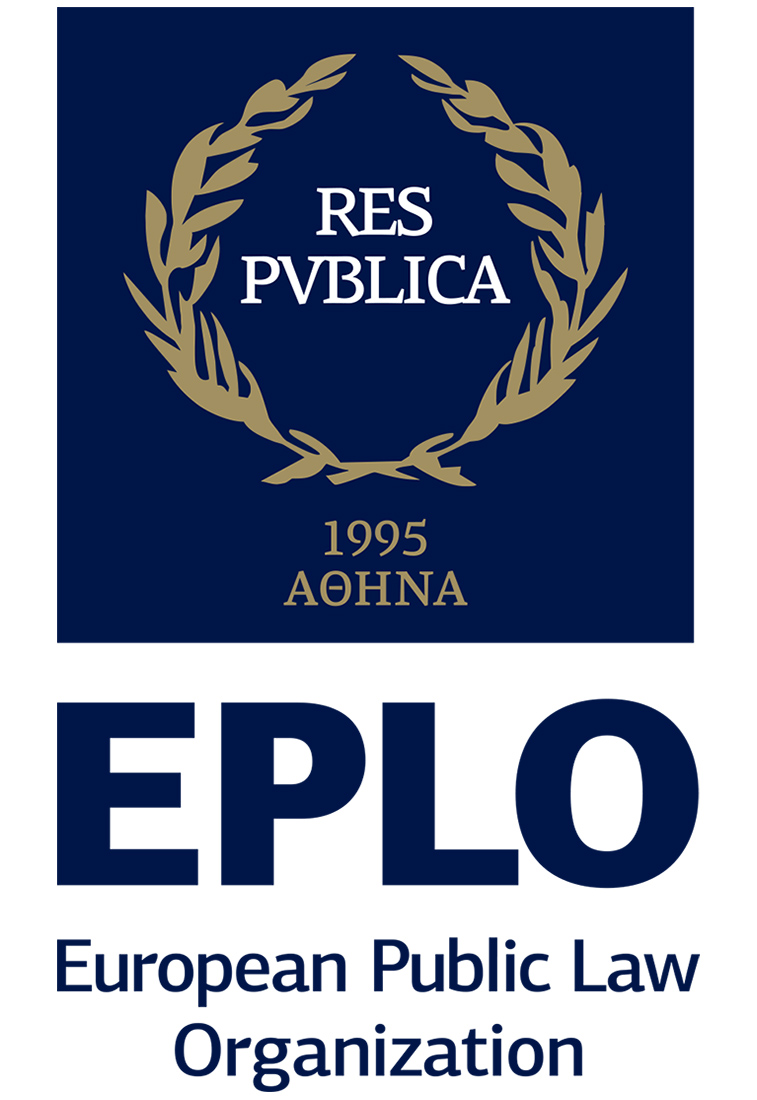 RES
PVBLICA
1995
ΑΘΗΝΑ
EPLO
European Public Law
Organization